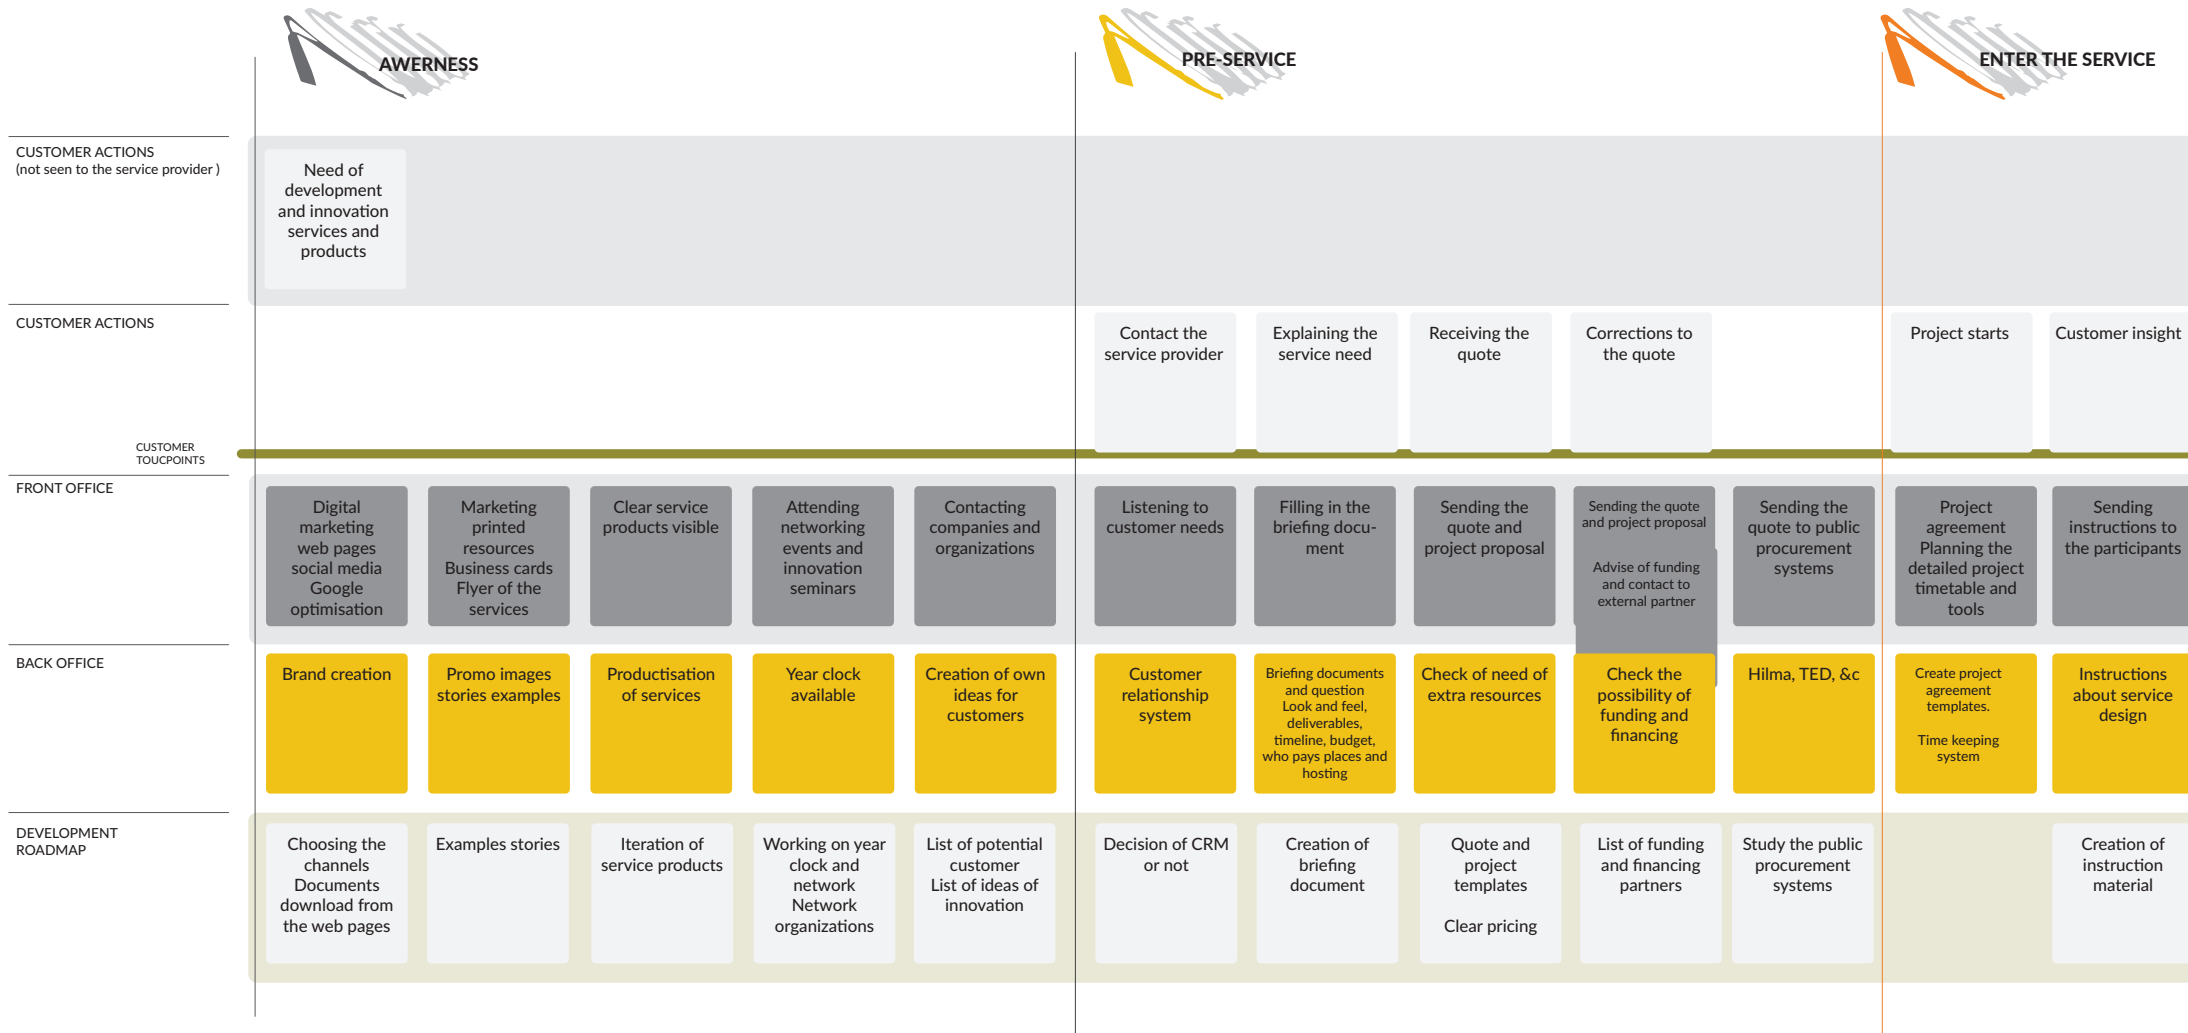 AWERNESS
PRE-SERVICE
ENTER THE SERVICE
CUSTOMER ACTIONS
(not seen to the service provider )
Need of
development
and innovation
services and
products
CUSTOMER ACTIONS
Contact the
service provider
Explaining the
service need
Receiving the
quote
Corrections to
the quote
Project starts
Customer insight
CUSTOMER
TOUCPOINTS
FRONT OFFICE
Digital
marketing
web pages
social media
Google
optimisation
Marketing
printed
resources
Business cards
Flyer of the
services
Clear service
products visible
Attending
networking
events and
innovation
seminars
Contacting
companies and
organizations
Listening to
customer needs
Filling in the
briefing docu-
ment
Sending the
quote and
project proposal
Sending the quote
and project proposal
Advise of funding
and contact to
external partner
Sending the
quote to public
procurement
systems
Project
agreement
Planning the
detailed project
timetable and
tools
Sending
instructions to
the participants
BACK OFFICE
Brand creation
Promo images
stories examples
Productisation
of services
Year clock
available
Creation of own
ideas for
customers
Customer
relationship
system
Briefing documents
and question
Look and feel,
deliverables,
timeline, budget,
who pays places and
hosting
Check of need of
extra resources
Check the
possibility of
funding and
financing
Hilma, TED, &c
Create project
agreement
templates.
Time keeping
system
Instructions
about service
design
DEVELOPMENT
ROADMAP
Choosing the
channels
Documents
download from
the web pages
Examples stories
Iteration of
service products
Working on year
clock and
network
Network
organizations
List of potential
customer
List of ideas of
innovation
Decision of CRM
or not
Creation of
briefing
document
Quote and
project
templates
Clear pricing
List of funding
and financing
partners
Study the public
procurement
systems
Creation of
instruction
material